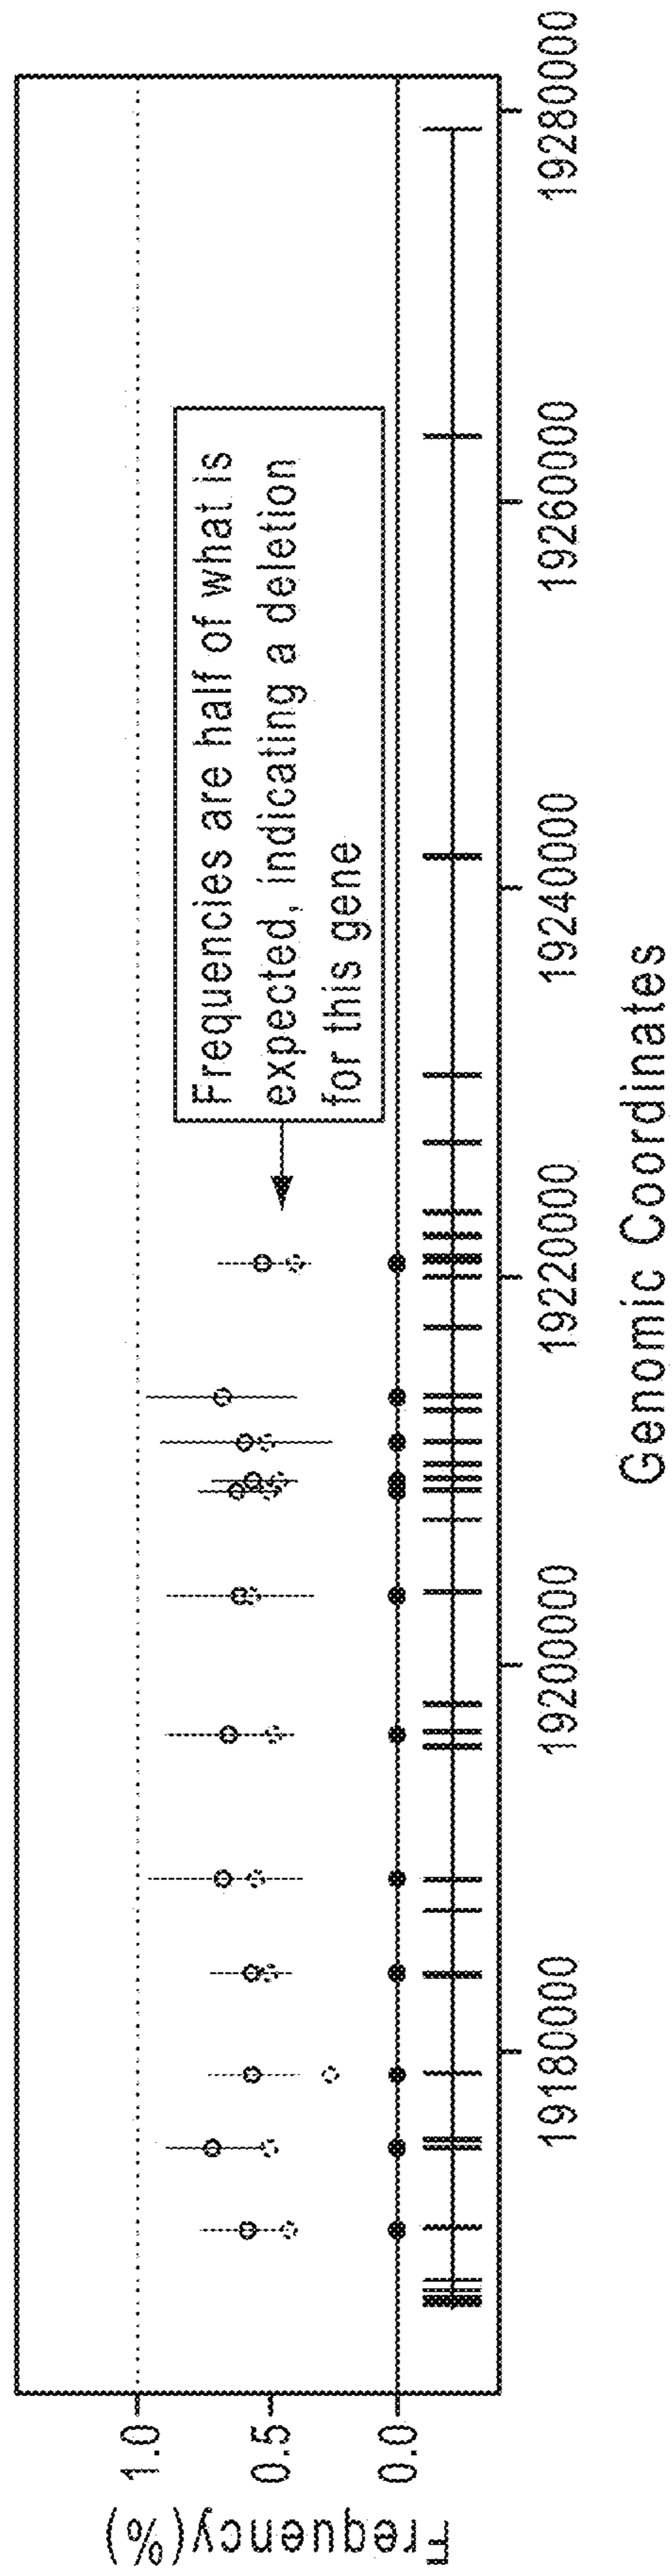 Frequency(%)
1.0
0.5
0.0
Frequencies are half of what is
expected, indicating a deletion
for this gene
19180000
19200000
19220000
19240000
19260000
19280000
Genomic Coordinates